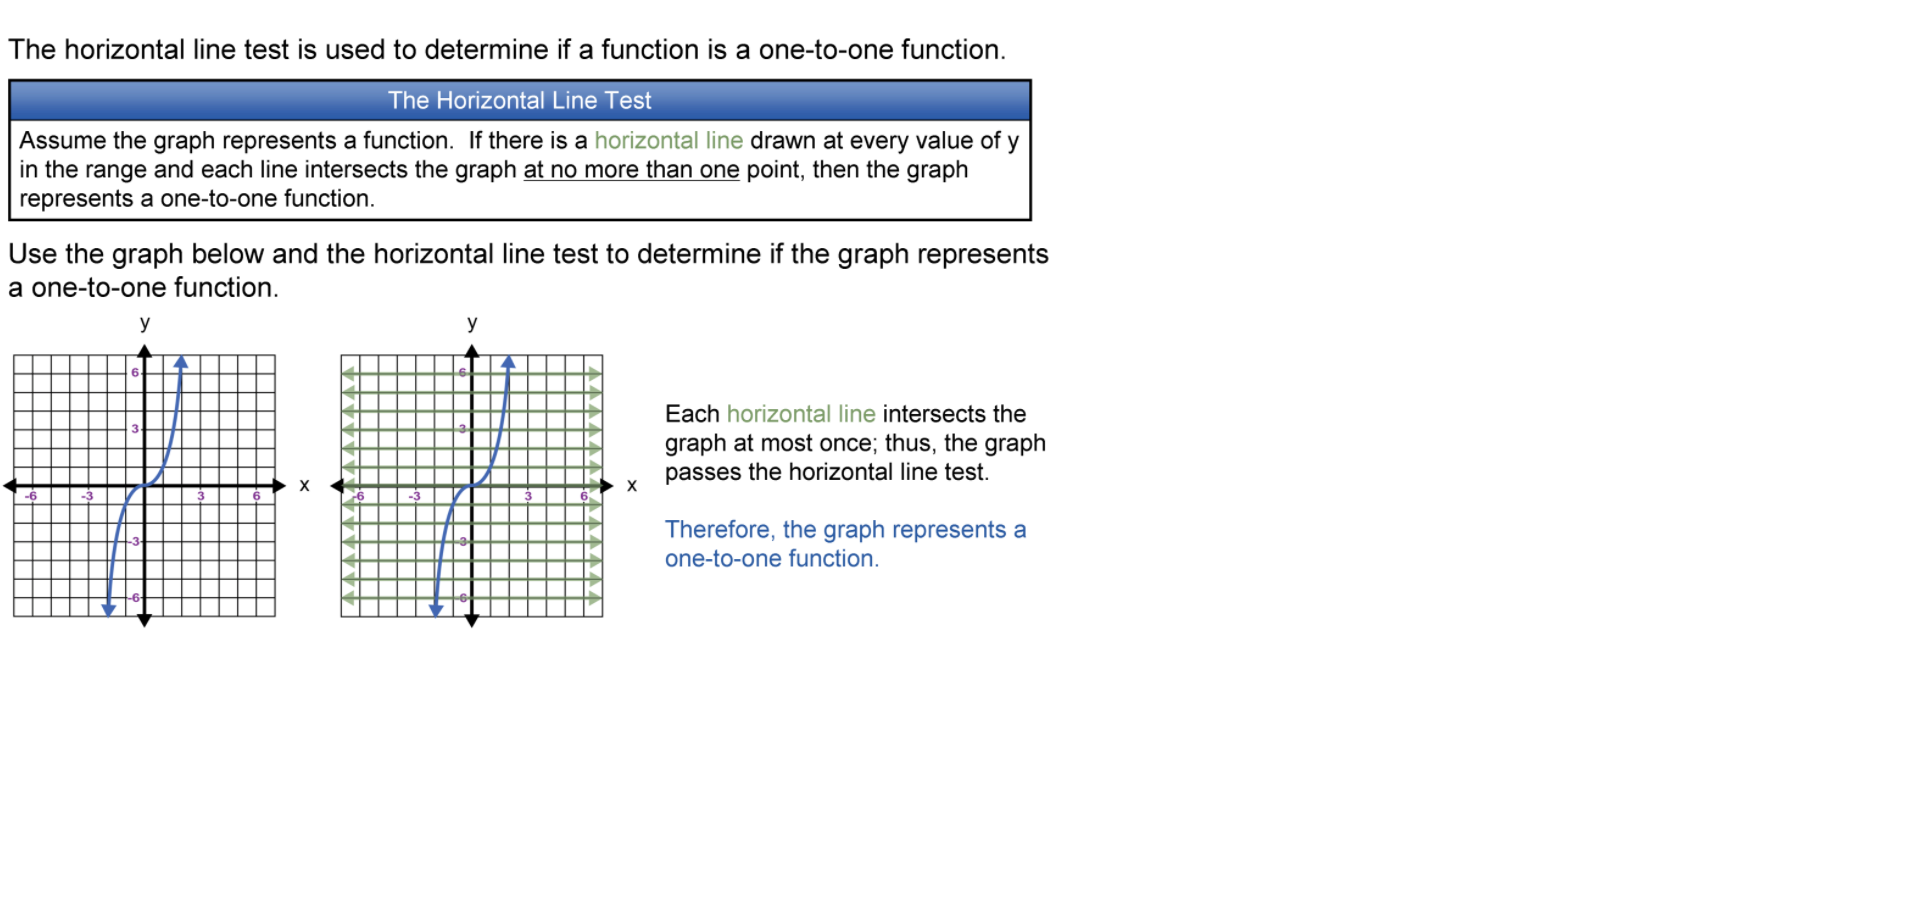 The horizontal line test is used to determine if a function is a one-to-one function.
The Horizontal Line Test
Assume the graph represents a function. If there is a horizontal line drawn at every value of y
in the range and each line intersects the graph at no more than one point, then the graph
represents a one-to-one function.
Use the graph below and the horizontal line test to determine if the graph represents
a one-to-one function.
y
6
3
-6 -3 3 6 x
-3
-6
y
6
3
-6 -3 3 6 x
-3
-6
Each horizontal line intersects the
graph at most once; thus, the graph
passes the horizontal line test.
Therefore, the graph represents a
one-to-one function.